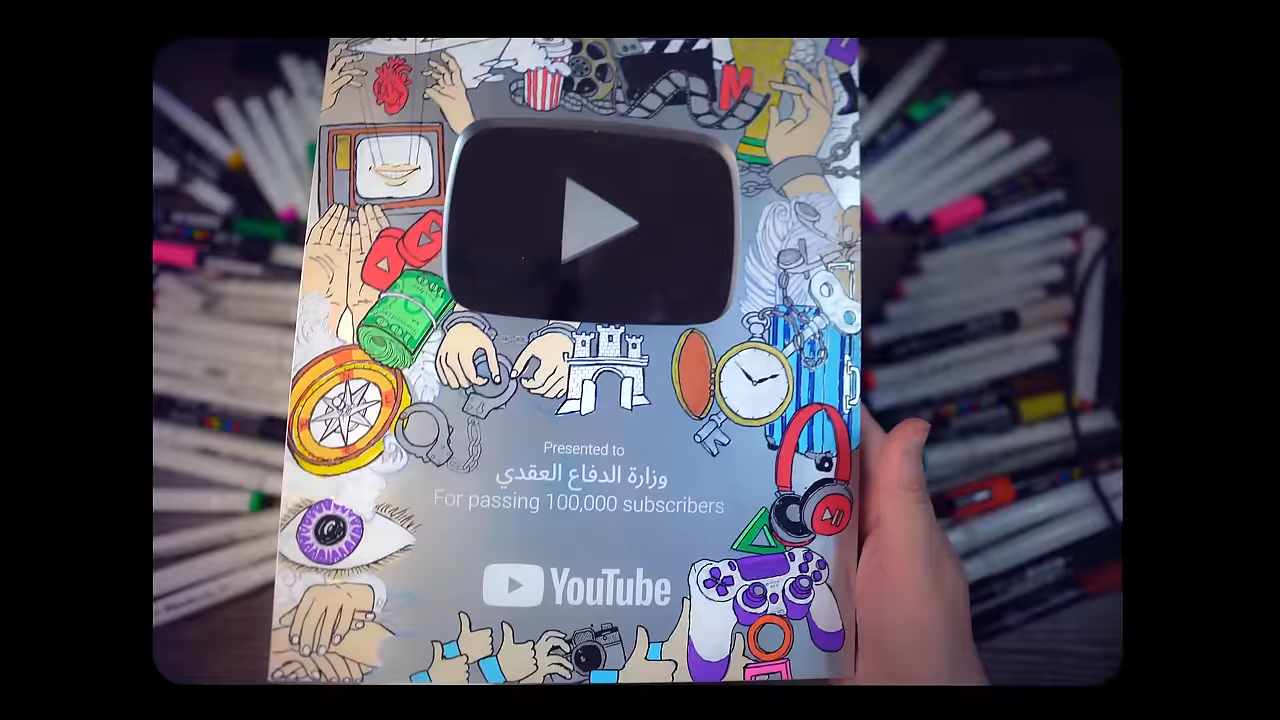 M
Presented to
وزارة الدفاع العقدي
For passing 100,000 subscribers
YouTube